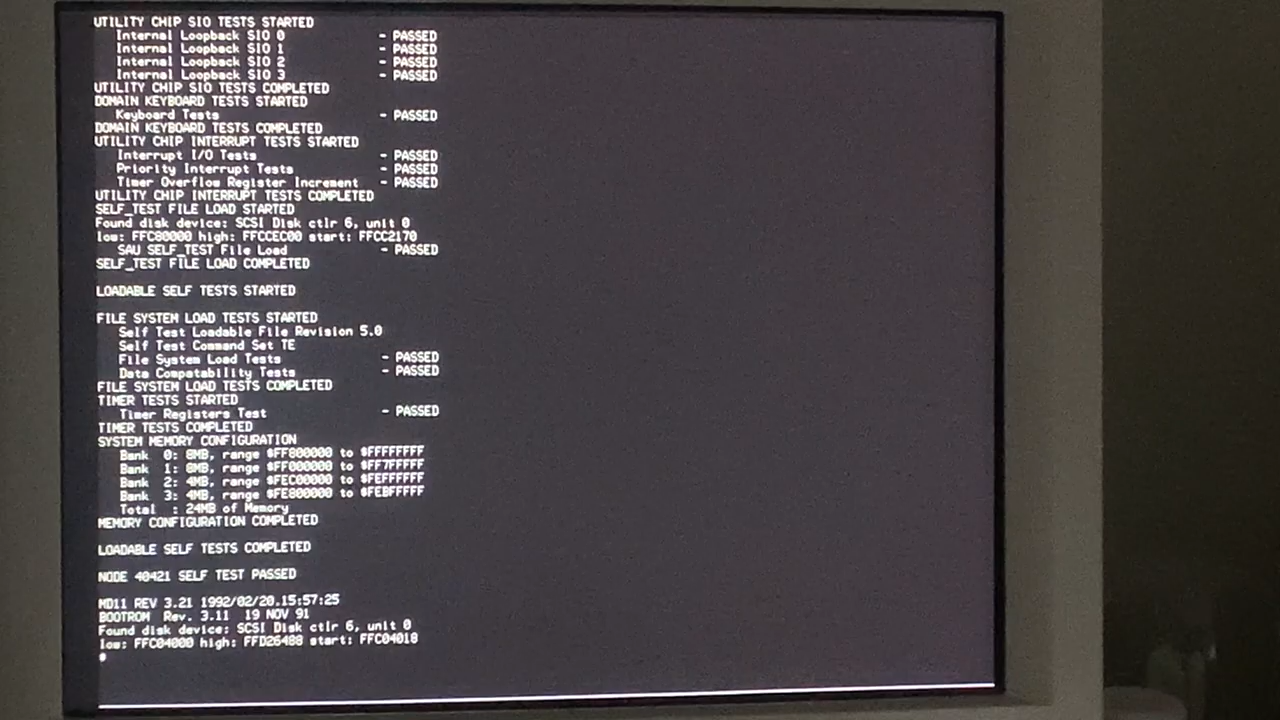 UTILITY CHIP SIO TESTS STARTED
Internal Loopback SIO 0 - PASSED
Internal Loopback SIO 1 - PASSED
Internal Loopback SIO 2 - PASSED
Internal Loopback SIO 3 - PASSED
UTILITY CHIP SIO TESTS COMPLETED
DOMAIN KEYBOARD TESTS STARTED
Keyboard Tests - PASSED
DOMAIN KEYBOARD TESTS COMPLETED
UTILITY CHIP INTERRUPT TESTS STARTED
Interrupt I/O Tests - PASSED
Priority Interrupt Tests - PASSED
Timer Overflow Register Increment - PASSED
UTILITY CHIP INTERRUPT TESTS COMPLETED
SELF_TEST FILE LOAD STARTED
Found disk device: SCSI Disk ctlr 6, unit 0
low: FFC80000 high: FFCCEC00 start: FFCC2170
SAU SELF_TEST File Load - PASSED
SELF_TEST FILE LOAD COMPLETED
LOADABLE SELF TESTS STARTED
FILE SYSTEM LOAD TESTS STARTED
Self Test Loadable File Revision 5.0
Self Test Command Set TE
File System Load Tests - PASSED
Data Compatability Tests - PASSED
FILE SYSTEM LOAD TESTS COMPLETED
TIMER TESTS STARTED
Timer Registers Test - PASSED
TIMER TESTS COMPLETED
SYSTEM MEMORY CONFIGURATION
Bank 0: 8MB, range $FF800000 to $FFFFFFFF
Bank 1: 8MB, range $FF000000 to $FF7FFFFF
Bank 2: 4MB, range $FEC00000 to $FEFFFFFF
Bank 3: 4MB, range $FE800000 to $FEBFFFFF
Total : 24MB of Memory
MEMORY CONFIGURATION COMPLETED
LOADABLE SELF TESTS COMPLETED
NODE 40421 SELF TEST PASSED
MD11 REV 3.21 1992/02/20.15:57:25
BOOTROM Rev. 3.11 19 NOV 91
Found disk device: SCSI Disk ctlr 6, unit 0
low: FFC04000 high: FFD26488 start: FFC04018